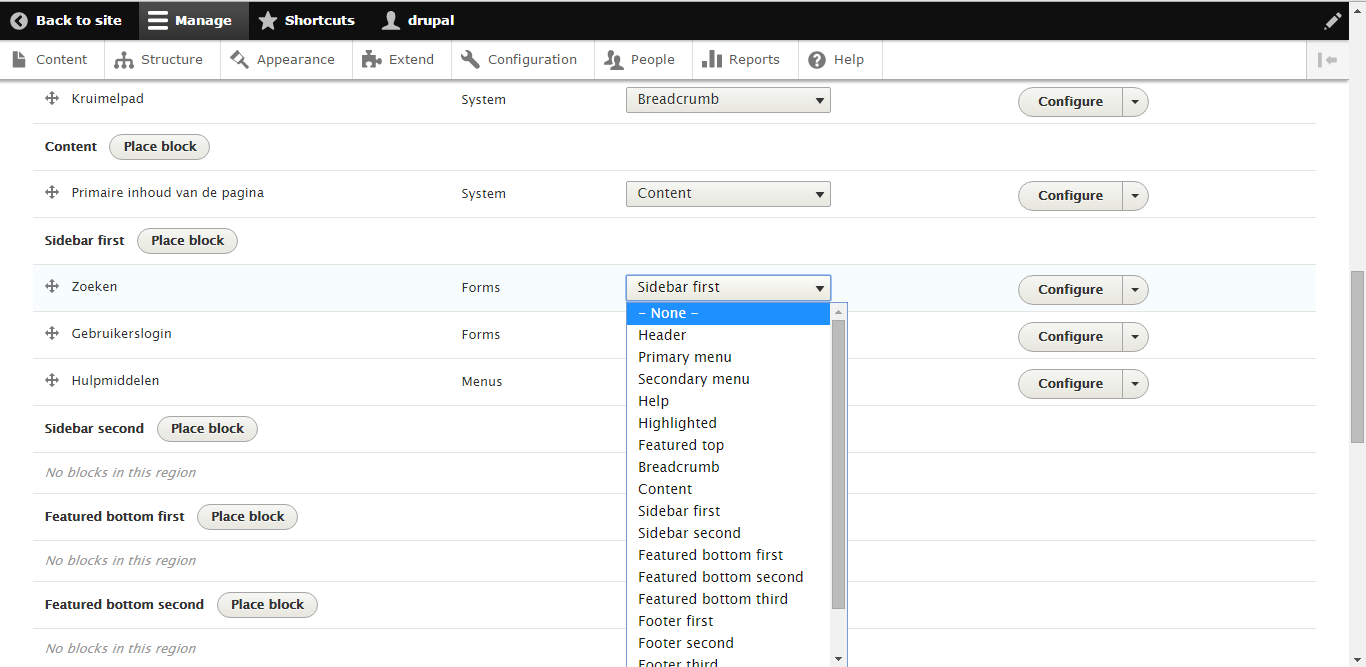 Back to site Manage Shortcuts drupal
Content Structure Appearance Extend Configuration People Reports Help
Kruimelpad System Breadcrumb Configure
Content Place block
Primaire inhoud van de pagina System Content Configure
Sidebar first Place block
Zoeken Forms Sidebar first Configure
- None -
Header
Gebruikerslogin Forms Configure
Primary menu
Secondary menu
Hulpmiddelen Menus Configure
Help
Highlighted
Sidebar second Place block
Featured top
Breadcrumb
No blocks in this region
Content
Sidebar first
Featured bottom first Place block
Sidebar second
Featured bottom first
No blocks in this region
Featured bottom second
Featured bottom third
Featured bottom second Place block
Footer first
Footer second
No blocks in this region
Footer third